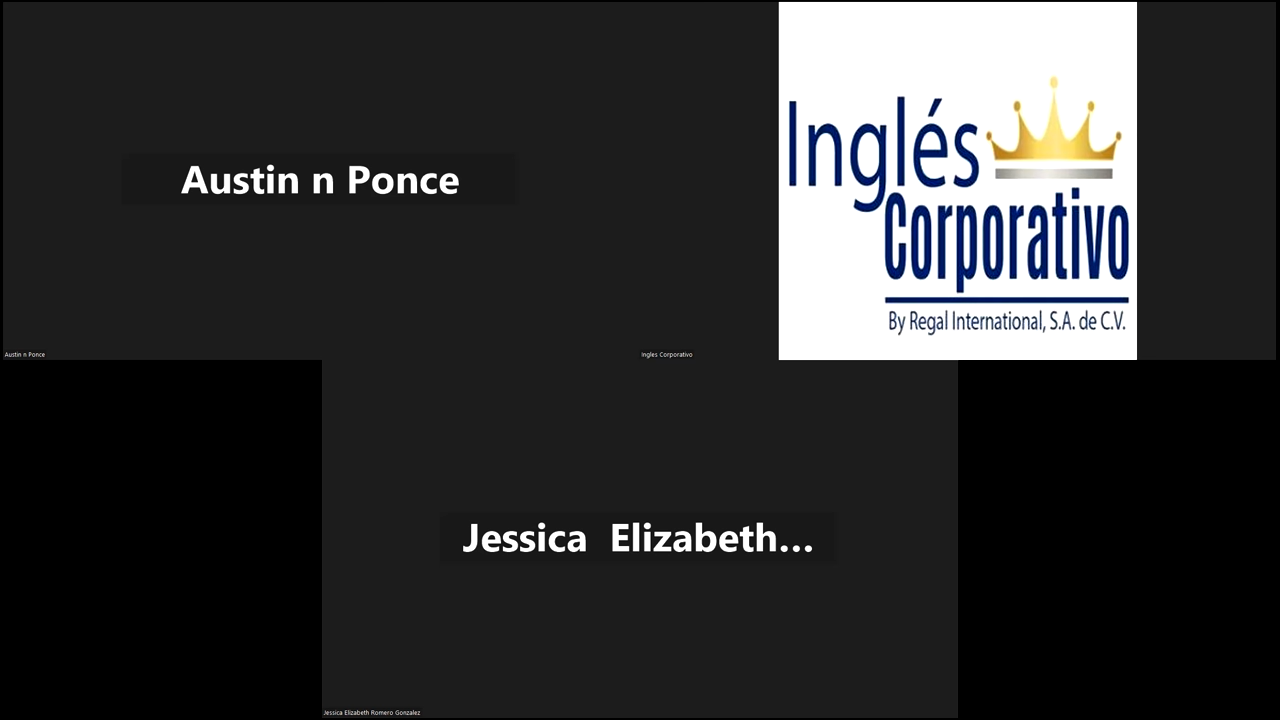 Austin n Ponce
Inglés
Corporativo
By Regal International, S.A. de C.V.
Austin n Ponce
Ingles Corporativo
Jessica  Elizabeth...
Jessica Elizabeth Romero Gonzalez